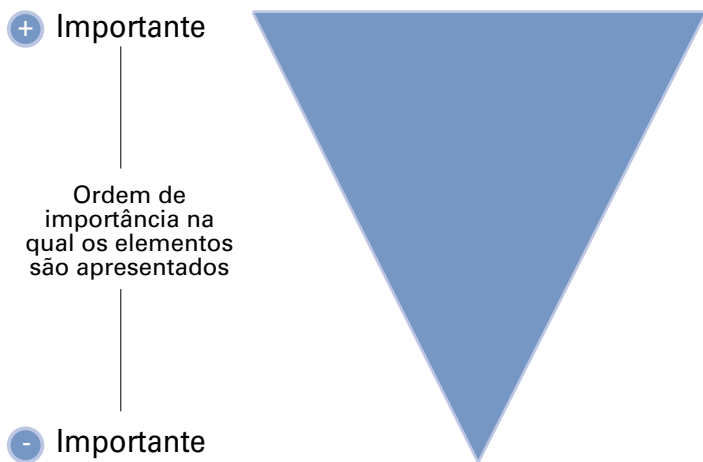 + Importante
Ordem de
importância na
qual os elementos
são apresentados
- Importante